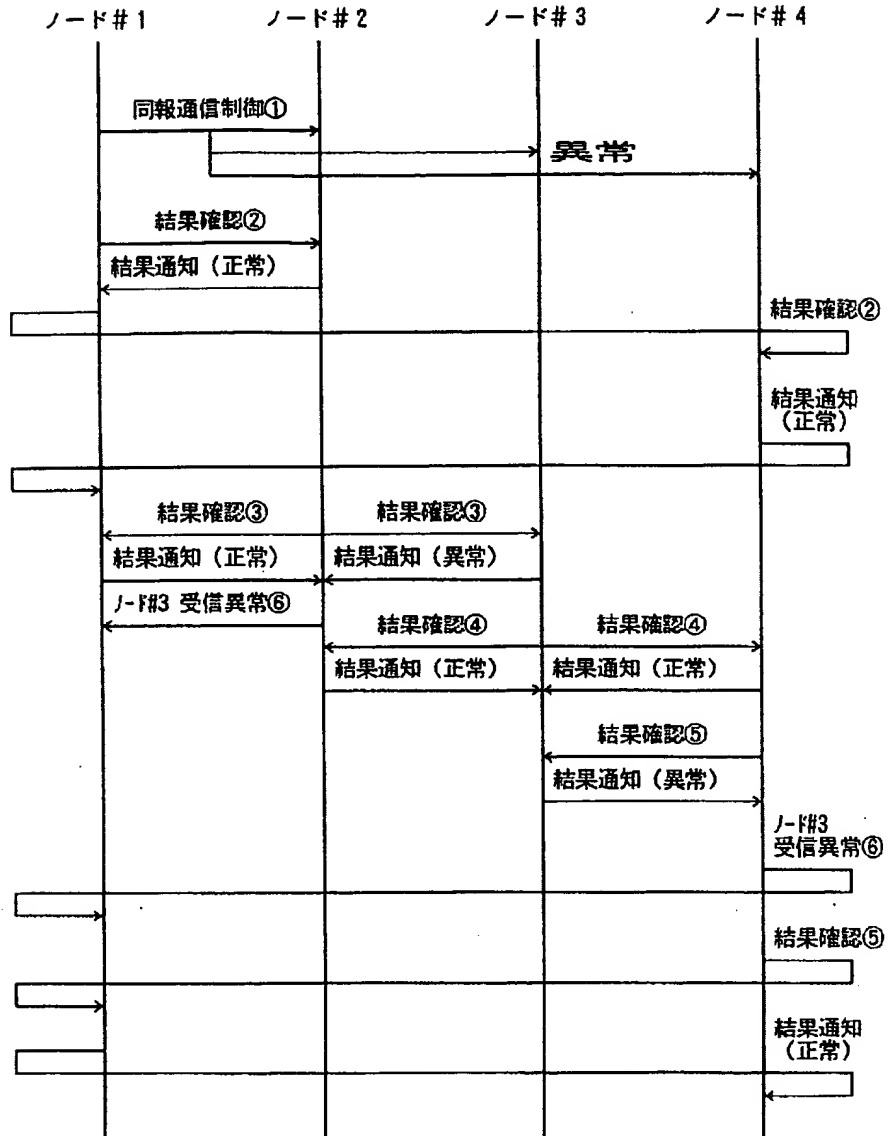 ノード#1 ノード#2 ノード#3 ノード#4
同報通信制御①
異常
結果確認②
結果通知(正常)
結果確認②
結果通知
(正常)
結果確認③ 結果確認③
結果通知(正常) 結果通知(異常)
ノード#3 受信異常⑥
結果確認④ 結果確認④
結果通知(正常) 結果通知(正常)
結果確認⑤
結果通知(異常)
ノード#3
受信異常⑥
結果確認⑤
結果通知
(正常)